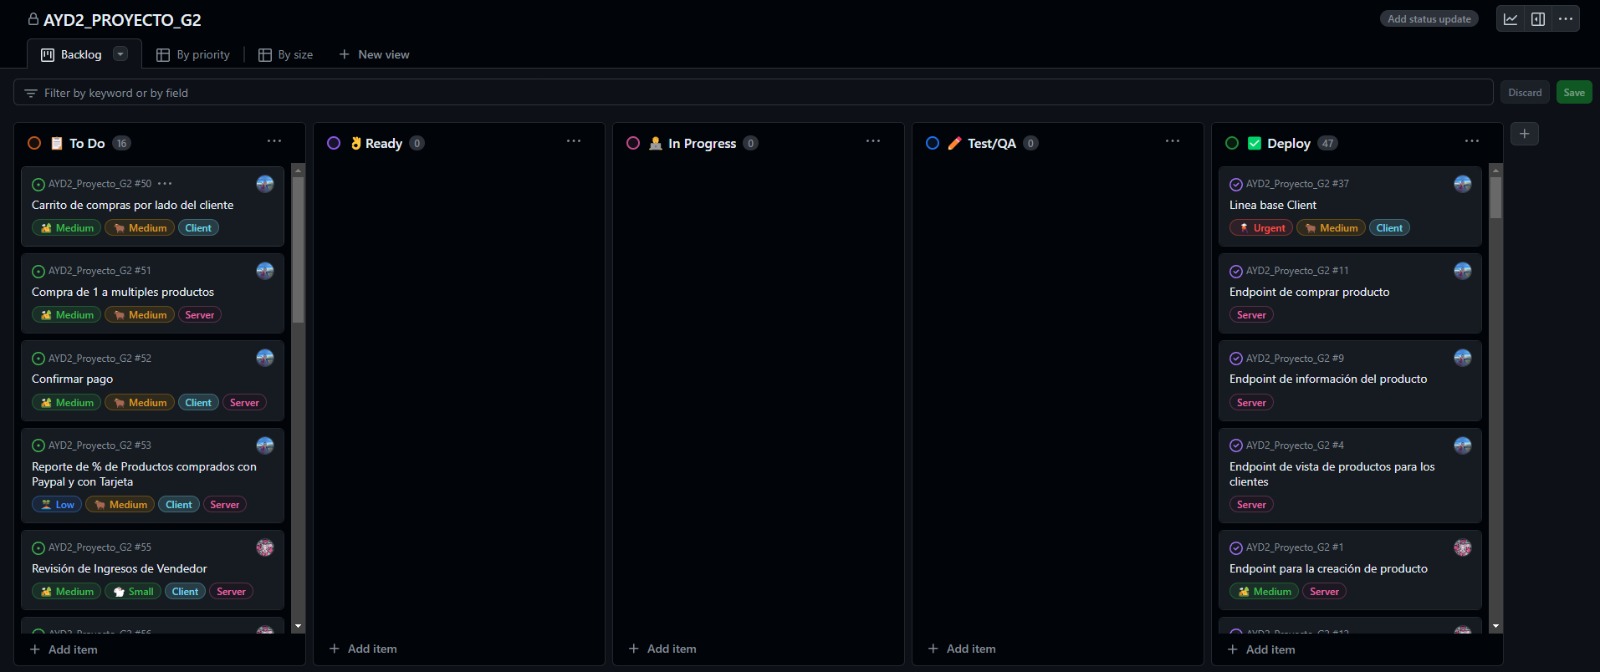 AYD2_PROYECTO_G2
Add status update
Backlog
By priority
By size
New view
Filter by keyword or by field
Discard
Save
To Do 16
AYD2_Proyecto_G2 #50
Carrito de compras por lado del cliente
Medium Medium Client
AYD2_Proyecto_G2 #51
Compra de 1 a multiples productos
Medium Medium Server
AYD2_Proyecto_G2 #52
Confirmar pago
Medium Medium Client Server
AYD2_Proyecto_G2 #53
Reporte de % de Productos comprados con
Paypal y con Tarjeta
Low Medium Client Server
AYD2_Proyecto_G2 #55
Revisión de Ingresos de Vendedor
Medium Small Client Server
AYD2_Proyecto_G2 #56
Add item
Ready 0
Add item
In Progress 0
Add item
Test/QA 0
Add item
Deploy 47
AYD2_Proyecto_G2 #37
Linea base Client
Urgent Medium Client
AYD2_Proyecto_G2 #11
Endpoint de comprar producto
Server
AYD2_Proyecto_G2 #9
Endpoint de información del producto
Server
AYD2_Proyecto_G2 #4
Endpoint de vista de productos para los
clientes
Server
AYD2_Proyecto_G2 #1
Endpoint para la creación de producto
Medium Server
Add item